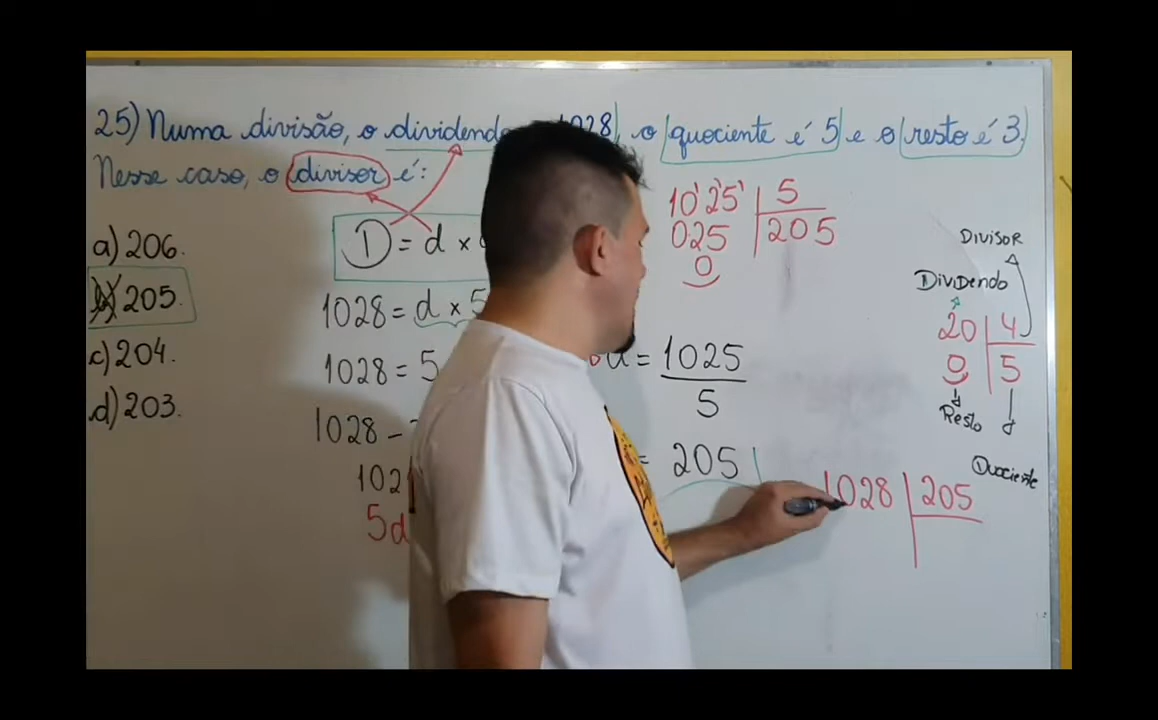 25) Numa divisão, o dividendo 1028, o quociente é 5 e o resto é 3.
Nesse caso, o divisor é:
a) 206.
b) 205.
c) 204.
d) 203.
D = d ×
1028 = d × 5
1028 = 5
1028 -
102
5d
10'25' | 5
025 | 205
0
d = 1025
5
= 205
1028 | 205
DIVISOR
Dividendo
20 | 4
0 | 5
Resto
Quociente